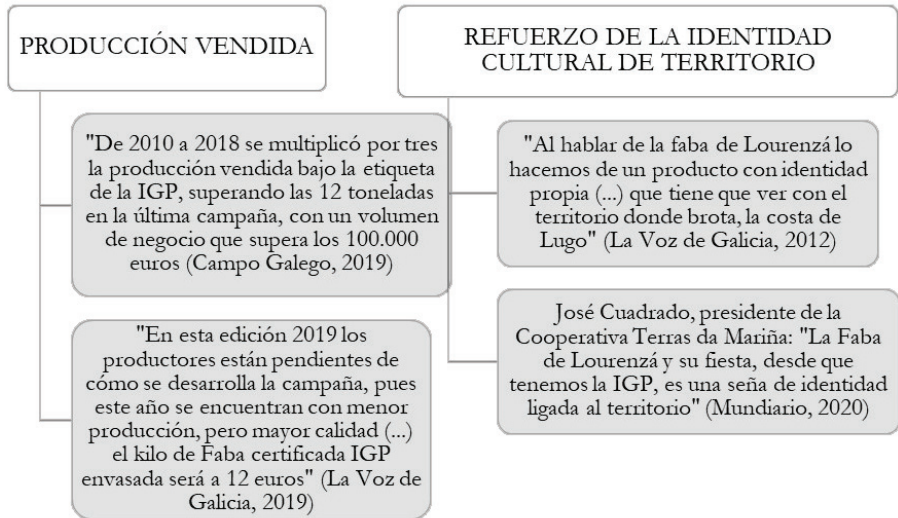 PRODUCCIÓN VENDIDA
"De 2010 a 2018 se multiplicó por tres
la producción vendida bajo la etiqueta
de la IGP, superando las 12 toneladas
en la última campaña, con un volumen
de negocio que supera los 100.000
euros (Campo Galego, 2019)
"En esta edición 2019 los
productores están pendientes de
cómo se desarrolla la campaña, pues
este año se encuentran con menor
producción, pero mayor calidad (...)
el kilo de Faba certificada IGP
envasada será a 12 euros" (La Voz de
Galicia, 2019)
REFUERZO DE LA IDENTIDAD
CULTURAL DE TERRITORIO
"Al hablar de la faba de Lourenzá lo
hacemos de un producto con identidad
propia (...) que tiene que ver con el
territorio donde brota, la costa de
Lugo" (La Voz de Galicia, 2012)
José Cuadrado, presidente de la
Cooperativa Terras da Mariña: "La Faba
de Lourenzá y su fiesta, desde que
tenemos la IGP, es una seña de identidad
ligada al territorio" (Mundiario, 2020)